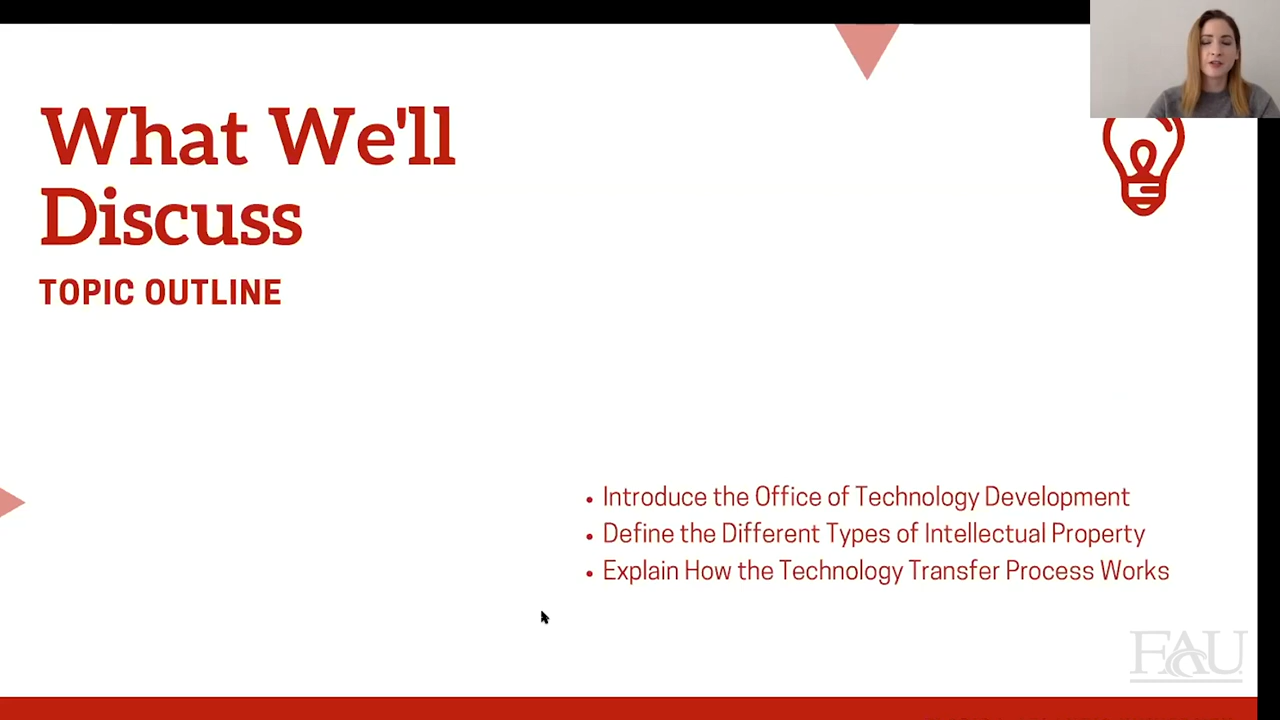 What We'll
Discuss
TOPIC OUTLINE
• Introduce the Office of Technology Development
• Define the Different Types of Intellectual Property
• Explain How the Technology Transfer Process Works
FAU